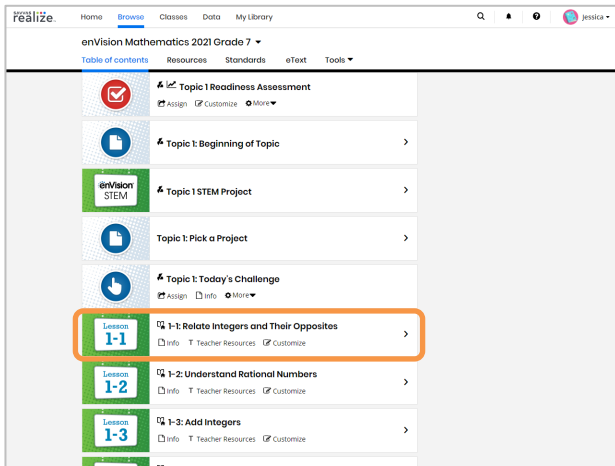 SAVVAS
realize.
Home Browse Classes Data My Library
Jessica
enVision Mathematics 2021 Grade 7
Table of contents Resources Standards eText Tools
Topic 1 Readiness Assessment
Assign Customize More
Topic 1: Beginning of Topic
enVision
STEM
Topic 1 STEM Project
Topic 1: Pick a Project
Topic 1: Today's Challenge
Assign Info More
Lesson
1-1
1-1: Relate Integers and Their Opposites
Info T Teacher Resources Customize
Lesson
1-2
1-2: Understand Rational Numbers
Info T Teacher Resources Customize
Lesson
1-3
1-3: Add Integers
Info T Teacher Resources Customize